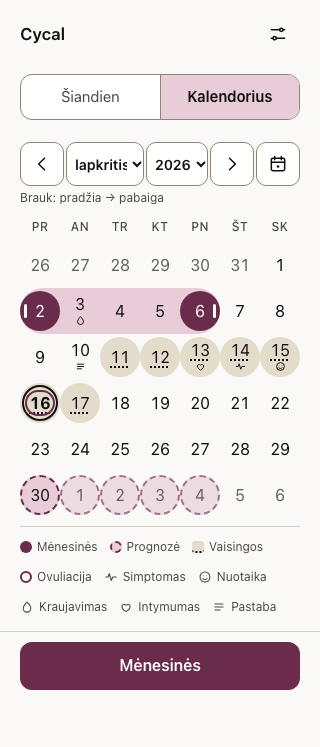 Cycal
Šiandien Kalendorius
lapkritis 2026
Brauk: pradžia → pabaiga
PR AN TR KT PN ŠT SK
26 27 28 29 30 31 1
2 3 4 5 6 7 8
9 10 11 12 13 14 15
16 17 18 19 20 21 22
23 24 25 26 27 28 29
30 1 2 3 4 5 6
Mėnesinės Prognozė Vaisingos
Ovuliacija Simptomas Nuotaika
Kraujavimas Intymumas Pastaba
Mėnesinės